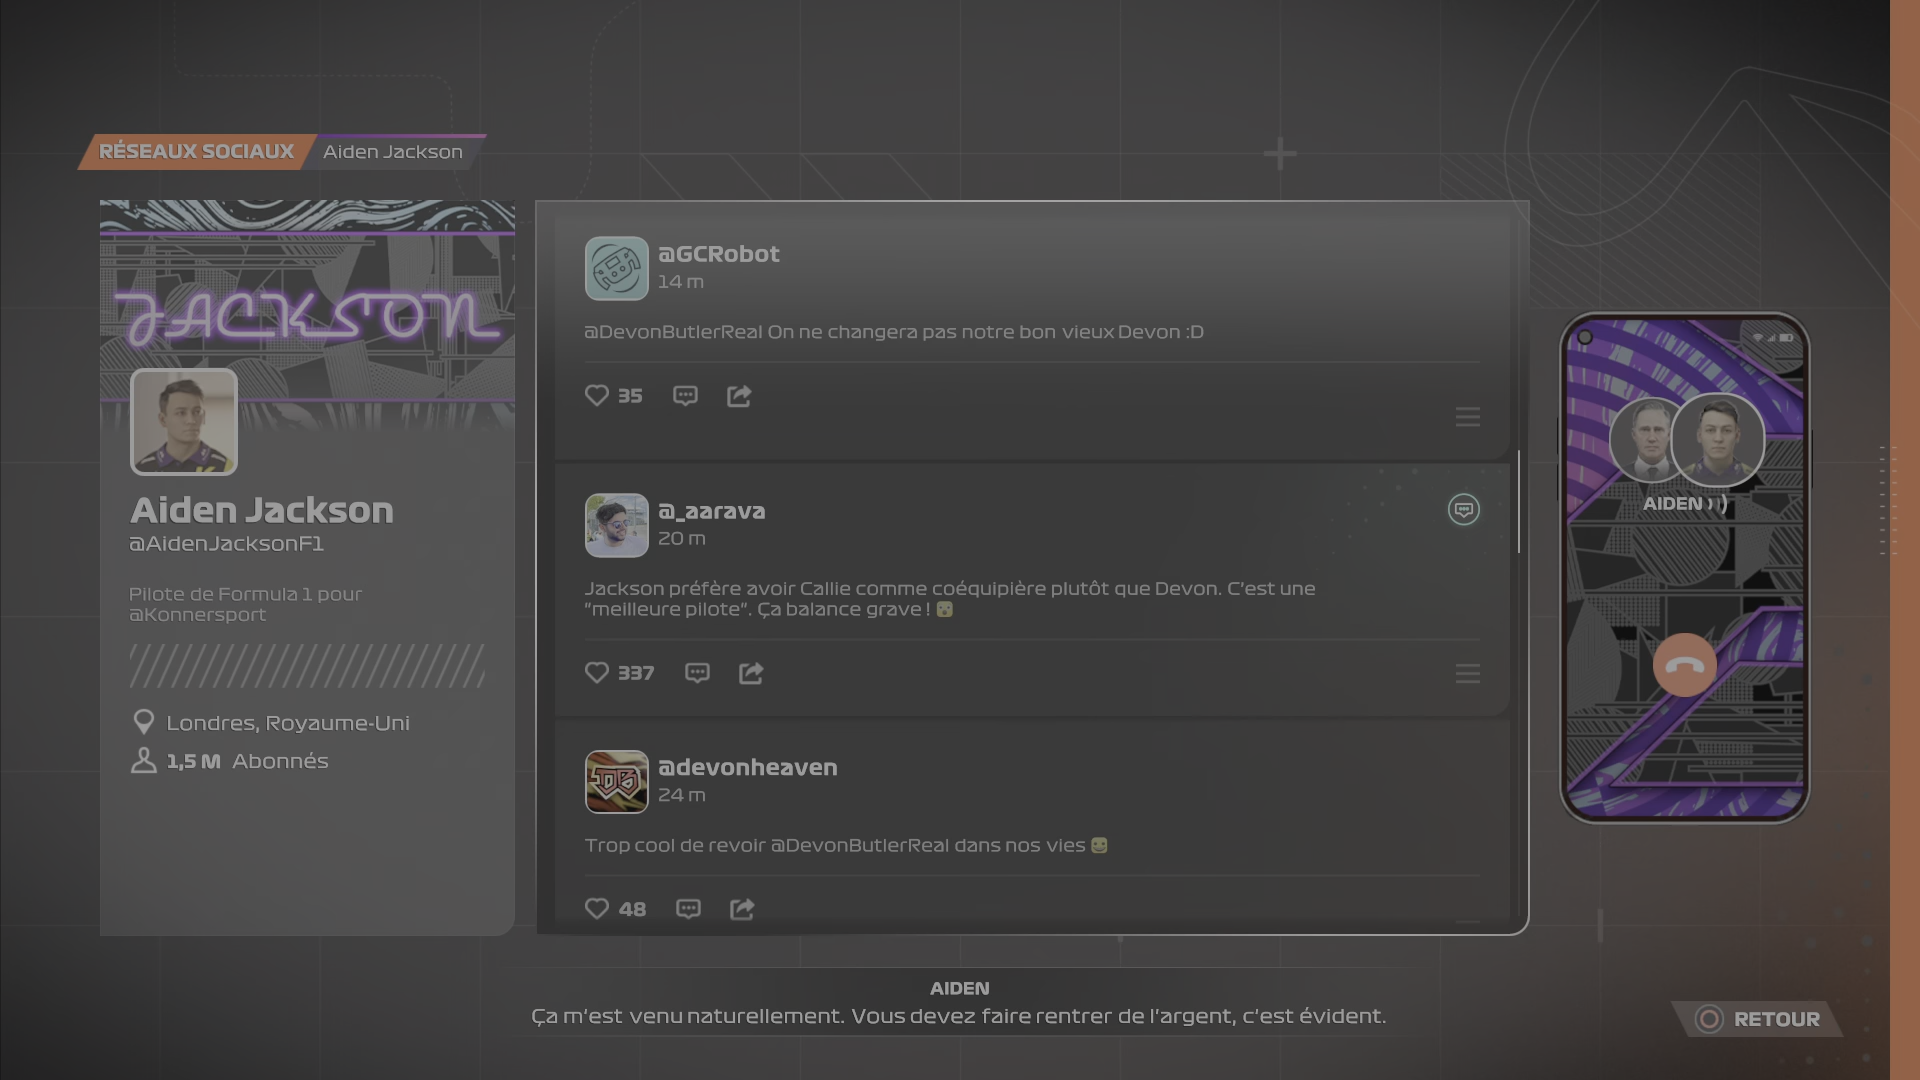 RÉSEAUX SOCIAUX
Aiden Jackson
JACKSON
Aiden Jackson
@AidenJacksonF1
Pilote de Formula 1 pour
@Konnersport
Londres, Royaume-Uni
1,5 M Abonnés
@GCRobot
14 m
@DevonButlerReal On ne changera pas notre bon vieux Devon :D
35
@_aarava
20 m
Jackson préfère avoir Callie comme coéquipière plutôt que Devon. C'est une
"meilleure pilote". Ça balance grave !
337
@devonheaven
24 m
Trop cool de revoir @DevonButlerReal dans nos vies
48
AIDEN
AIDEN
Ça m'est venu naturellement. Vous devez faire rentrer de l'argent, c'est évident.
RETOUR